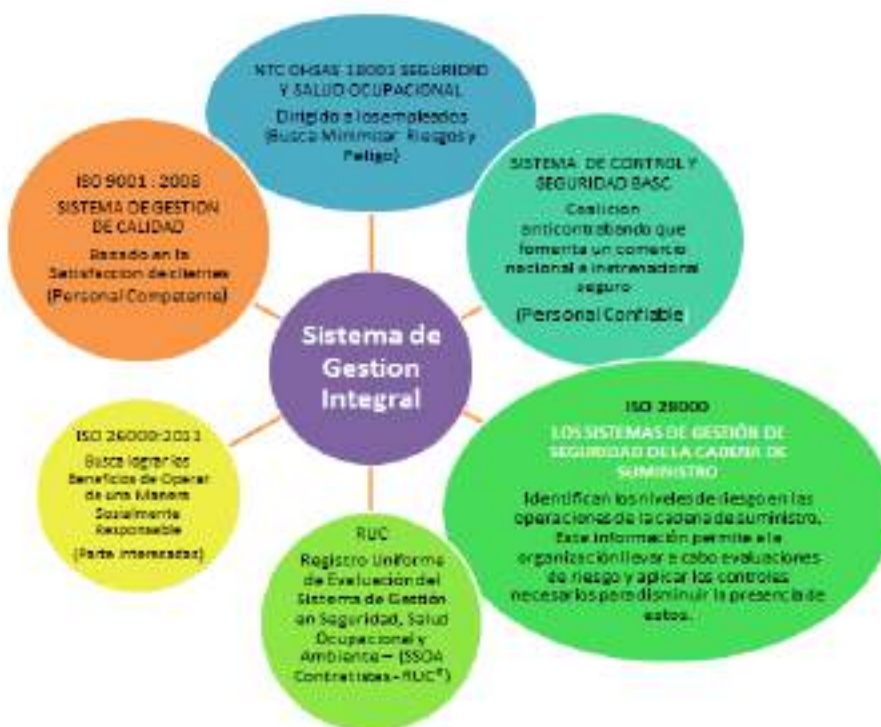 NTC OHSAS 18001 SEGURIDAD
Y SALUD OCUPACIONAL
Dirigido a los empleados
(Busca Minimizar Riesgos y
Peligo)
SISTEMA DE CONTROL Y
SEGURIDAD BASC
Coalicion
anticontrabando que
fomenta un comercio
nacional e inetrenacional
seguro
(Personal Confiable)
ISO 9001 : 2008
SISTEMA DE GESTION
DE CALIDAD
Basado en la
Satisfaccion de clientes
(Personal Competente)
Sistema de
Gestion
Integral
ISO 28000
LOS SISTEMAS DE GESTIÓN DE
SEGURIDAD DE LA CADENA DE
SUMINISTRO
Identifican los niveles de riesgo en las
operaciones de la cadena de suministro.
Esta información permite a la
organización llevar a cabo evaluaciones
de riesgo y aplicar los controles
necesarios para disminuir la presencia de
estos.
ISO 26000:2011
Busca lograr los
Beneficios de Operar
de una Manera
Socialmente
Responsable
(Parte Interesadas)
RUC
Registro Uniforme
de Evaluación del
Sistema de Gestión
en Seguridad, Salud
Ocupacional y
Ambiente – (SSOA
Contratistas - RUC®)